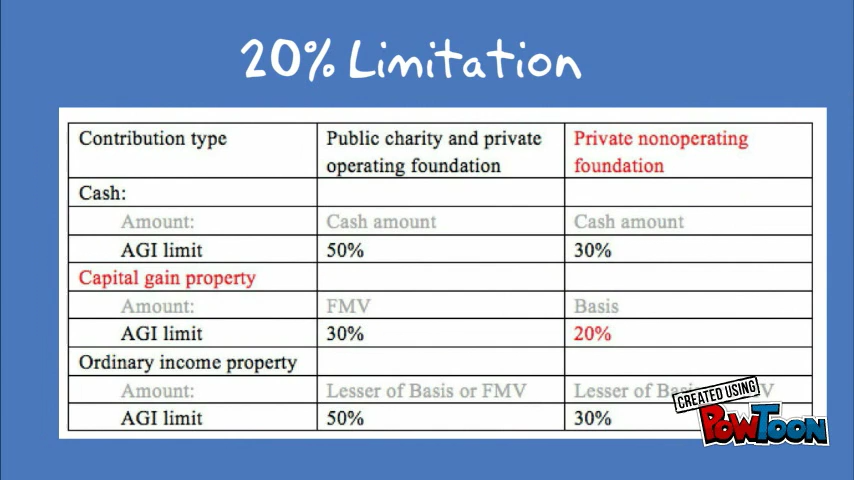 20% Limitation
Contribution type Public charity and private operating foundation Private nonoperating foundation
Cash:
Amount: Cash amount Cash amount
AGI limit 50% 30%
Capital gain property
Amount: FMV Basis
AGI limit 30% 20%
Ordinary income property
Amount: Lesser of Basis or FMV Lesser of
AGI limit 50% 30%
CREATED USING
POWTOON